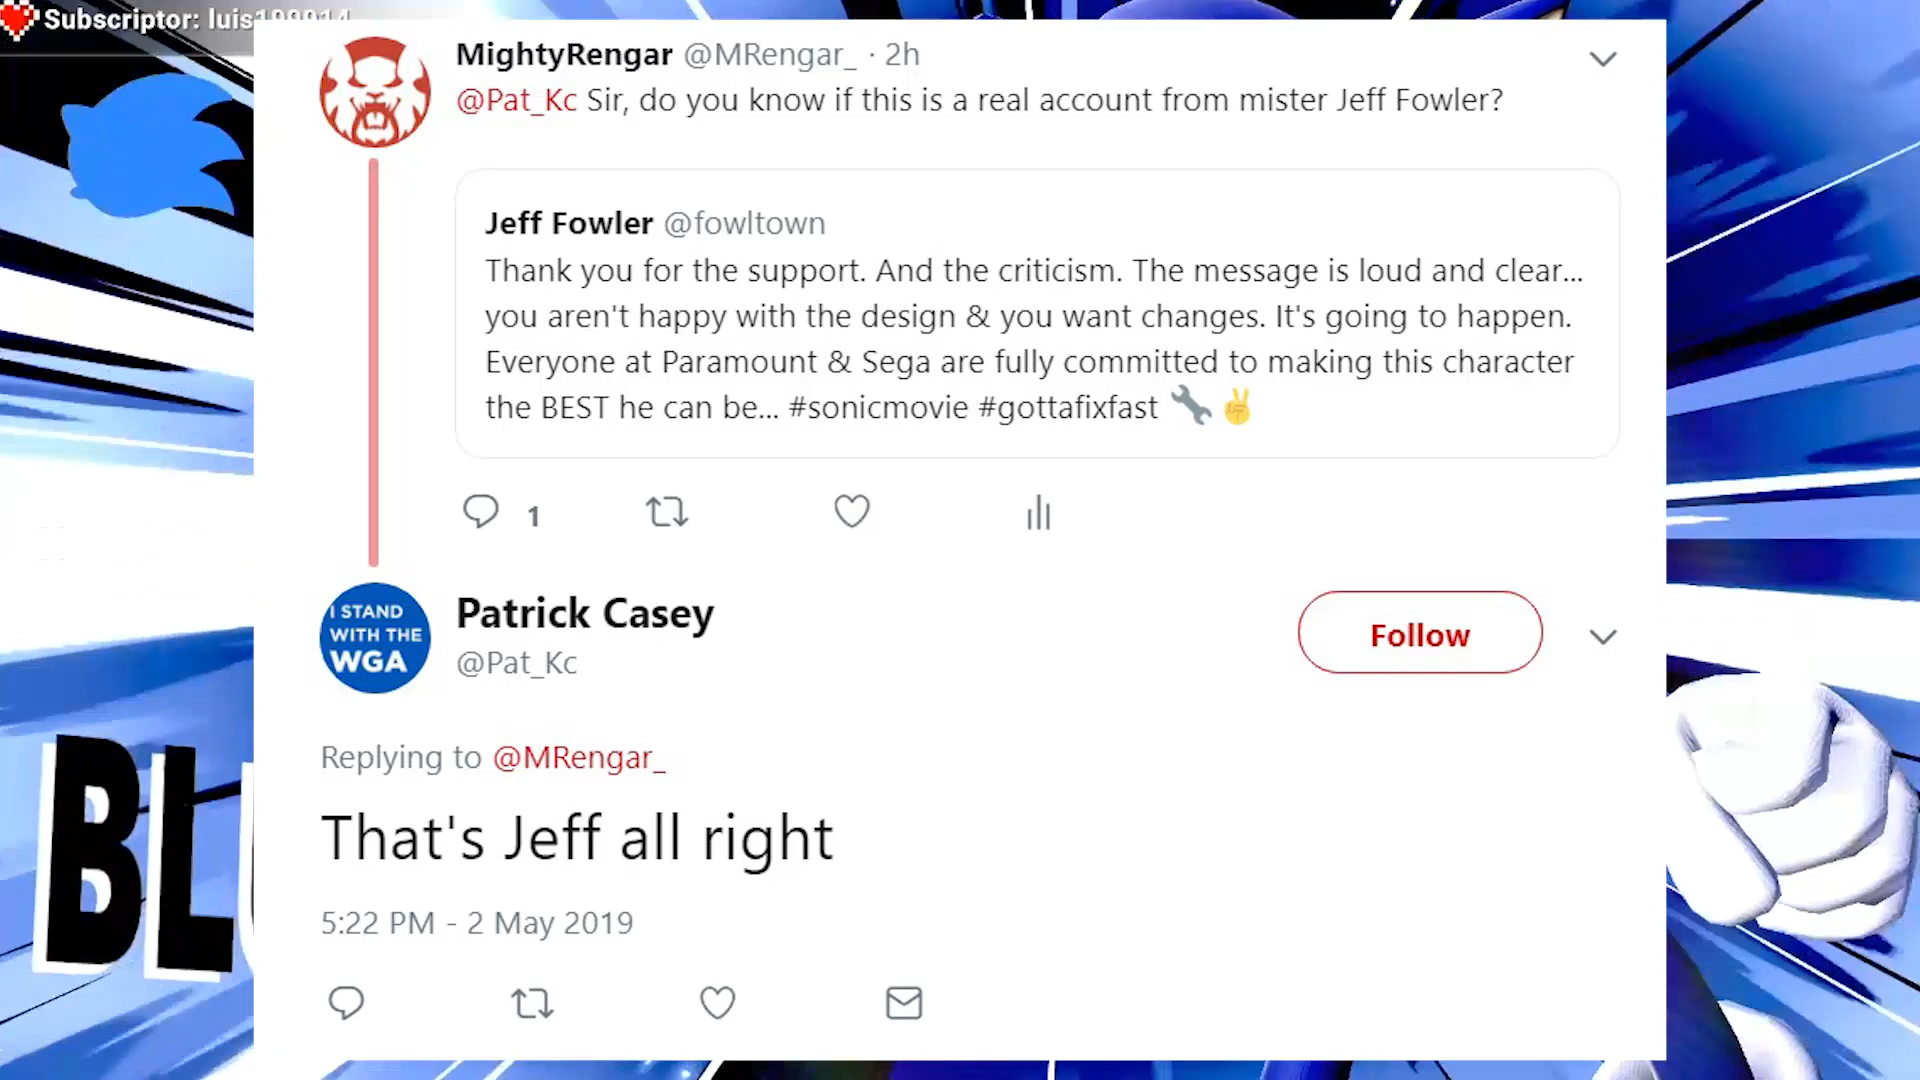 Subscriptor: luis199914
MightyRengar @MRengar_ · 2h
@Pat_Kc Sir, do you know if this is a real account from mister Jeff Fowler?
Jeff Fowler @fowltown
Thank you for the support. And the criticism. The message is loud and clear...
you aren't happy with the design & you want changes. It's going to happen.
Everyone at Paramount & Sega are fully committed to making this character
the BEST he can be... #sonicmovie #gottafixfast 🔧✌
1
I STAND
WITH THE
WGA
Patrick Casey
@Pat_Kc
Follow
Replying to @MRengar_
That's Jeff all right
5:22 PM - 2 May 2019